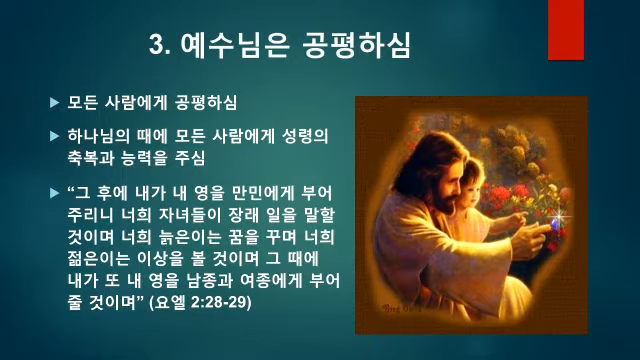 3. 예수님은 공평하심
모든 사람에게 공평하심
하나님의 때에 모든 사람에게 성령의
축복과 능력을 주심
“그 후에 내가 내 영을 만민에게 부어
주리니 너희 자녀들이 장래 일을 말할
것이며 너희 늙은이는 꿈을 꾸며 너희
젊은이는 이상을 볼 것이며 그 때에
내가 또 내 영을 남종과 여종에게 부어
줄 것이며” (요엘 2:28-29)